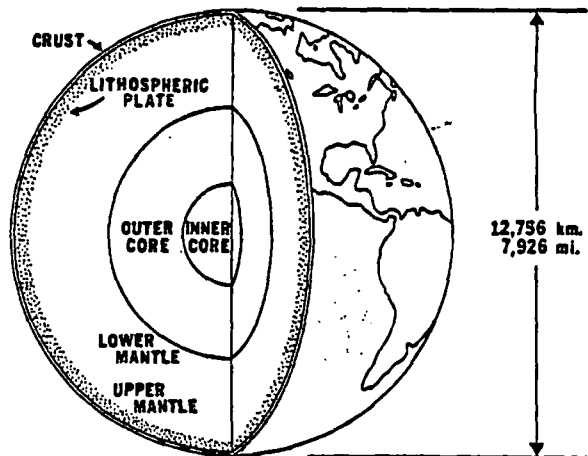 CRUST
LITHOSPHERIC
PLATE
OUTER
CORE
INNER
CORE
LOWER
MANTLE
UPPER
MANTLE
12,756 km.
7,926 mi.